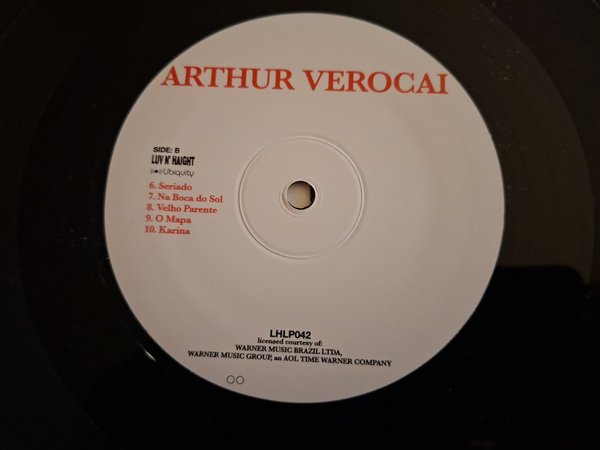 ARTHUR VEROCAI
SIDE: B
LUV N' HAIGHT
Ubiquity
6. Seriado
7. Na Boca do Sol
8. Velho Parente
9. O Mapa
10. Karina
LHLP042
licensed courtesy of:
WARNER MUSIC BRAZIL LTDA,
WARNER MUSIC GROUP, an AOL TIME WARNER COMPANY